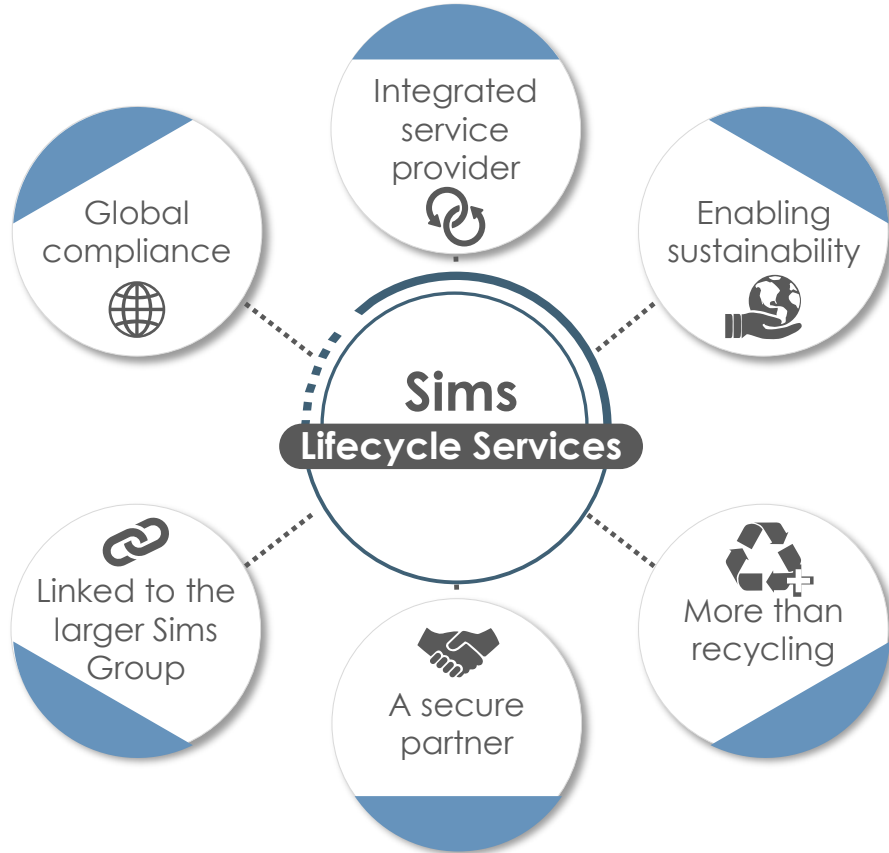 Integrated
service
provider
Global
compliance
Enabling
sustainability
Sims
Lifecycle Services
Linked to the
larger Sims
Group
More than
recycling
A secure
partner